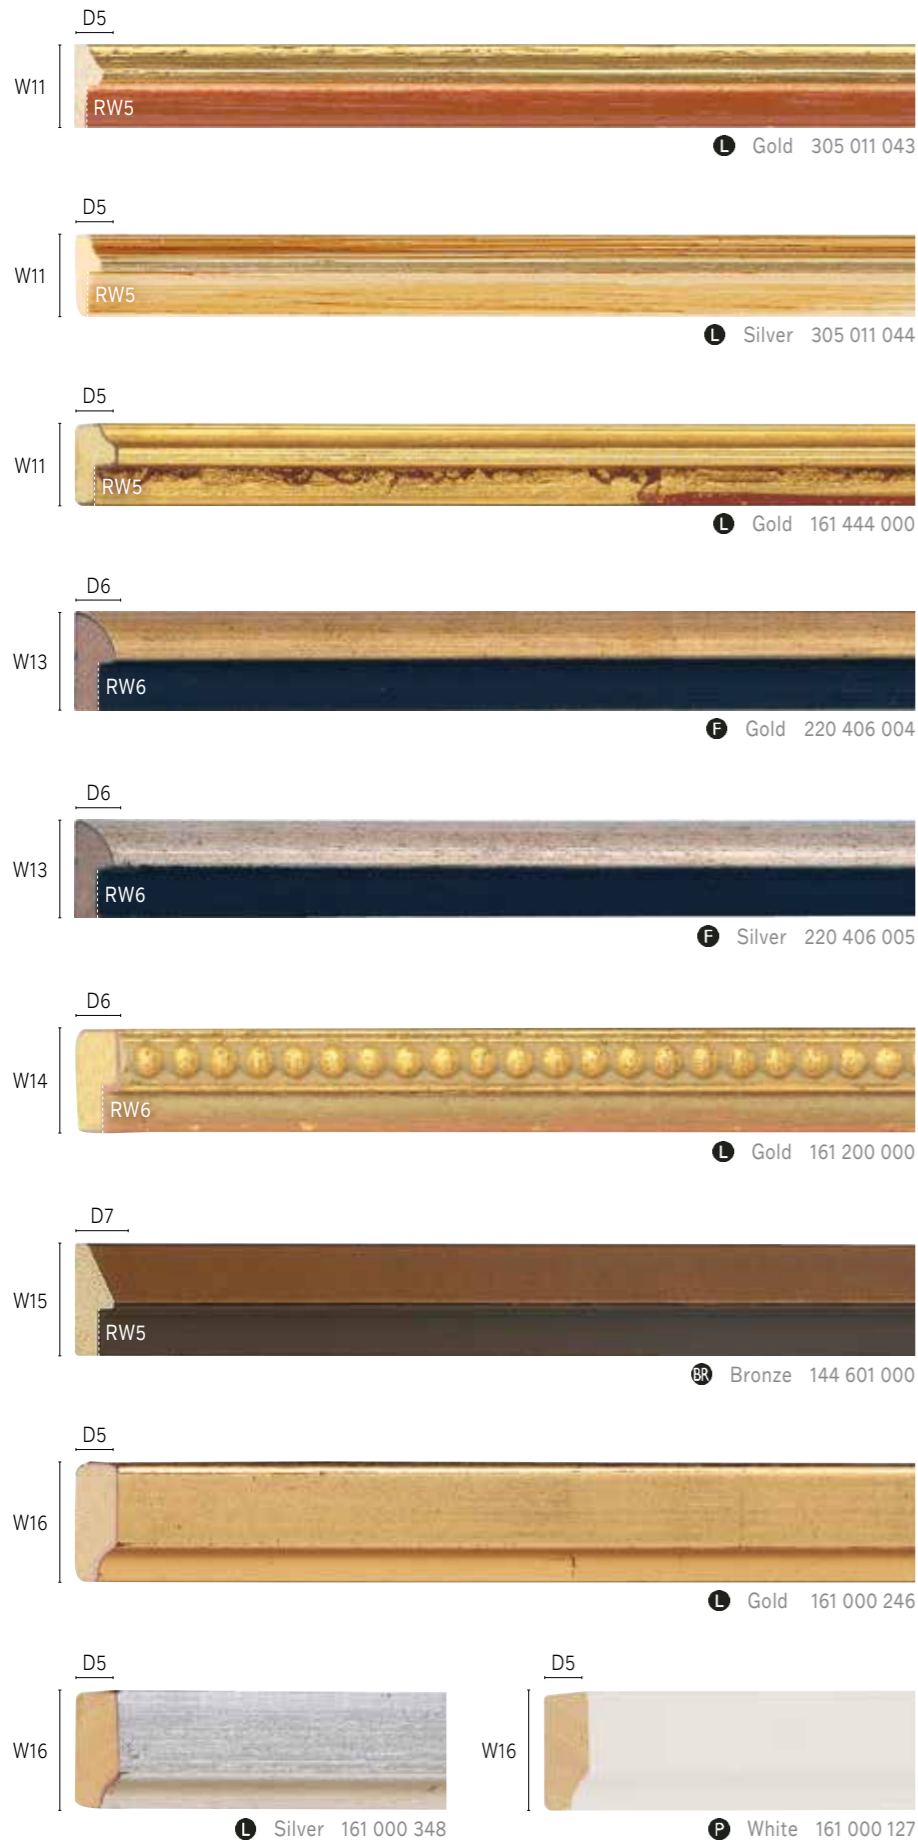 D5
W11
RW5
L Gold 305 011 043
D5
W11
RW5
L Silver 305 011 044
D5
W11
RW5
L Gold 161 444 000
D6
W13
RW6
F Gold 220 406 004
D6
W13
RW6
F Silver 220 406 005
D6
W14
RW6
L Gold 161 200 000
D7
W15
RW5
BR Bronze 144 601 000
D5
W16
L Gold 161 000 246
D5
W16
L Silver 161 000 348
D5
W16
P White 161 000 127